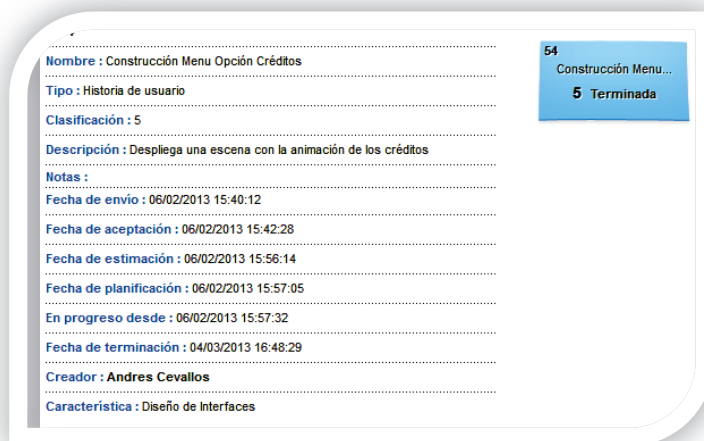 Nombre : Construcción Menu Opción Créditos
Tipo : Historia de usuario
Clasificación : 5
Descripción : Despliega una escena con la animación de los créditos
Notas :
Fecha de envío : 06/02/2013 15:40:12
Fecha de aceptación : 06/02/2013 15:42:28
Fecha de estimación : 06/02/2013 15:56:14
Fecha de planificación : 06/02/2013 15:57:05
En progreso desde : 06/02/2013 15:57:32
Fecha de terminación : 04/03/2013 16:48:29
Creador : Andres Cevallos
Característica : Diseño de Interfaces
54
Construcción Menu...
5 Terminada